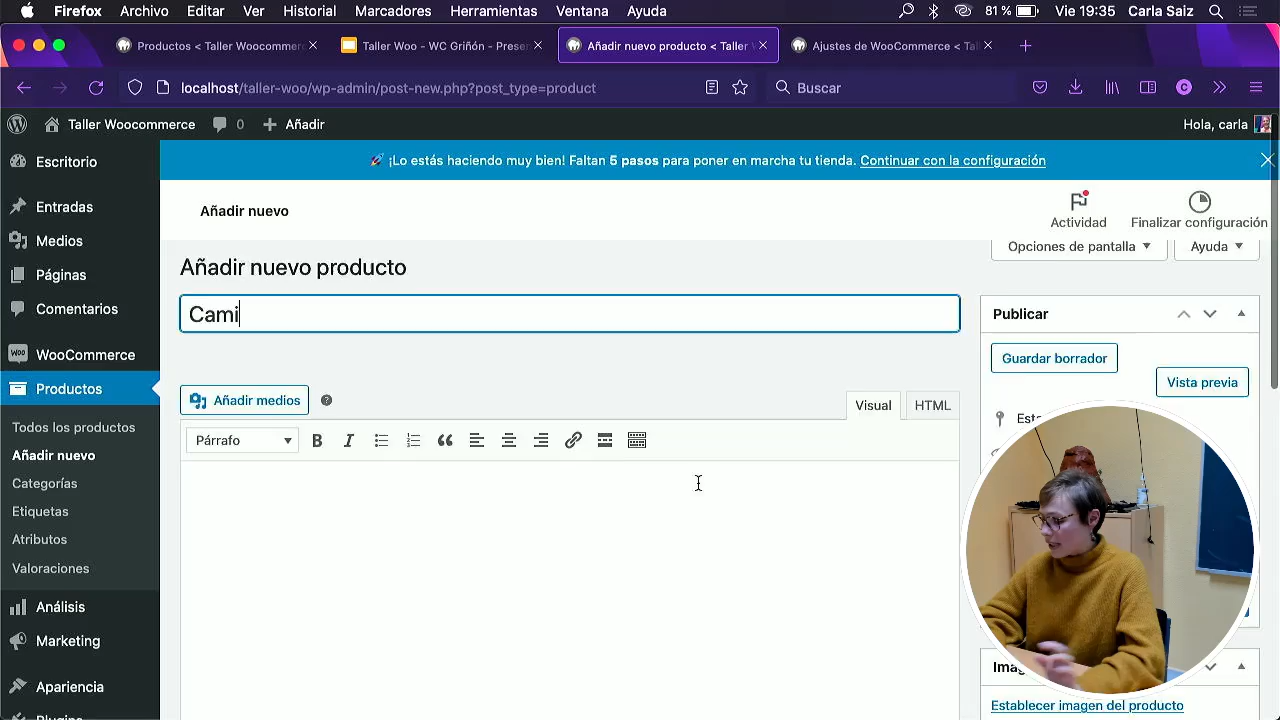 Firefox Archivo Editar Ver Historial Marcadores Herramientas Ventana Ayuda 81 % Vie 19:35 Carla Saiz
Productos < Taller Woocommerc Taller Woo - WC Griñón - Prese Añadir nuevo producto < Taller Ajustes de WooCommerce < Tal
localhost/taller-woo/wp-admin/post-new.php?post_type=product Buscar
Taller Woocommerce 0 Añadir Hola, carla
¡Lo estás haciendo muy bien! Faltan 5 pasos para poner en marcha tu tienda. Continuar con la configuración
Añadir nuevo
Actividad Finalizar configuración
Opciones de pantalla Ayuda
Escritorio
Entradas
Medios
Páginas
Comentarios
WooCommerce
Productos
Todos los productos
Añadir nuevo
Categorías
Etiquetas
Atributos
Valoraciones
Análisis
Marketing
Apariencia
Añadir nuevo producto
Cami
Añadir medios
Visual HTML
Párrafo
Publicar
Guardar borrador
Vista previa
Establecer imagen del producto